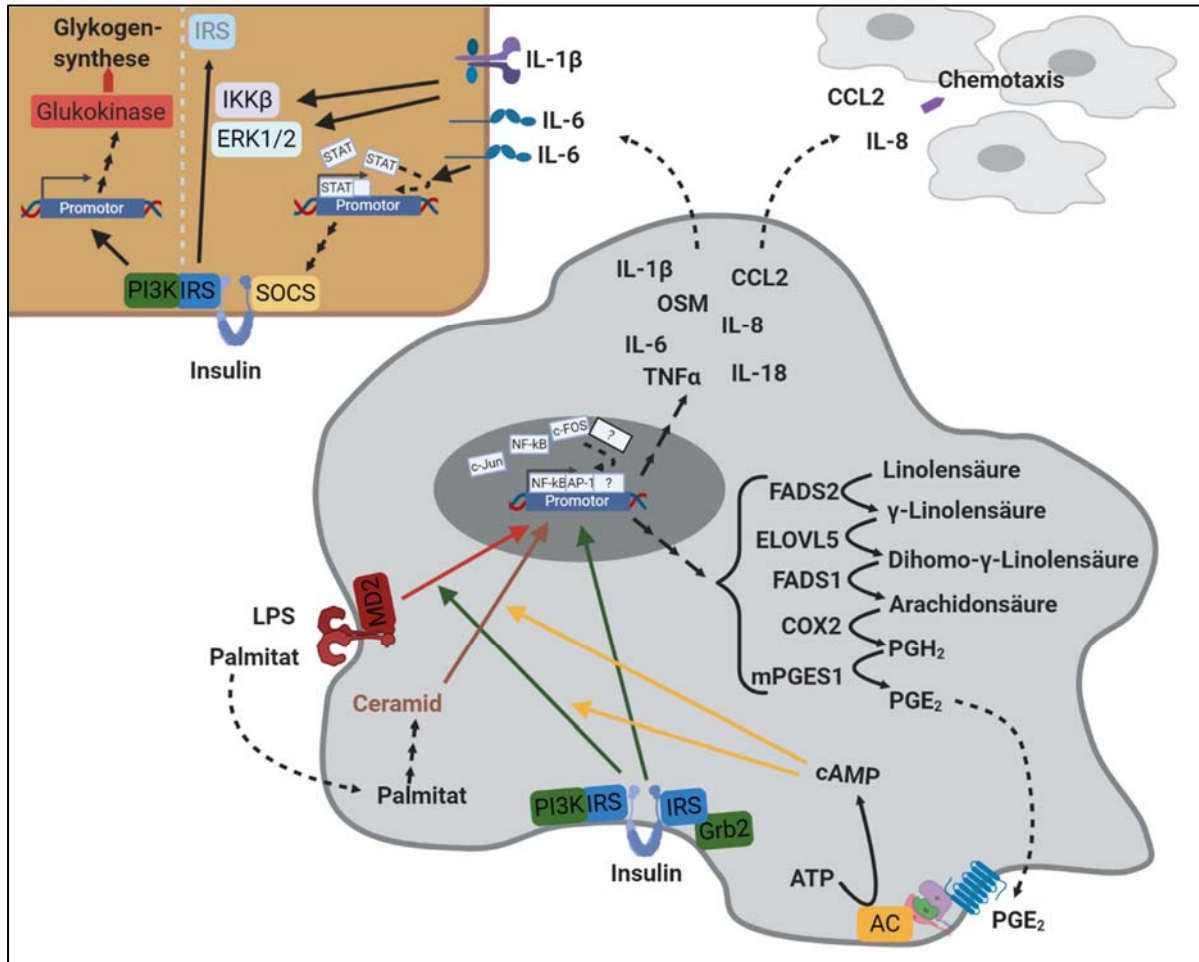 Glykogen-
synthese
Glukokinase
Promotor
IRS
IKKβ
ERK1/2
STAT
STAT
STAT
Promotor
PI3K
IRS
SOCS
Insulin
IL-1β
IL-6
IL-6
CCL2
IL-8
Chemotaxis
IL-1β
CCL2
OSM
IL-8
IL-6
TNFα
IL-18
c-Jun
NF-kB
c-FOS
?
NF-kB
AP-1
?
Promotor
FADS2
ELOVL5
FADS1
COX2
mPGES1
Linolensäure
γ-Linolensäure
Dihomo-γ-Linolensäure
Arachidonsäure
PGH₂
PGE₂
LPS
Palmitat
MD2
Ceramid
Palmitat
PI3K
IRS
IRS
Grb2
Insulin
cAMP
ATP
AC
PGE₂